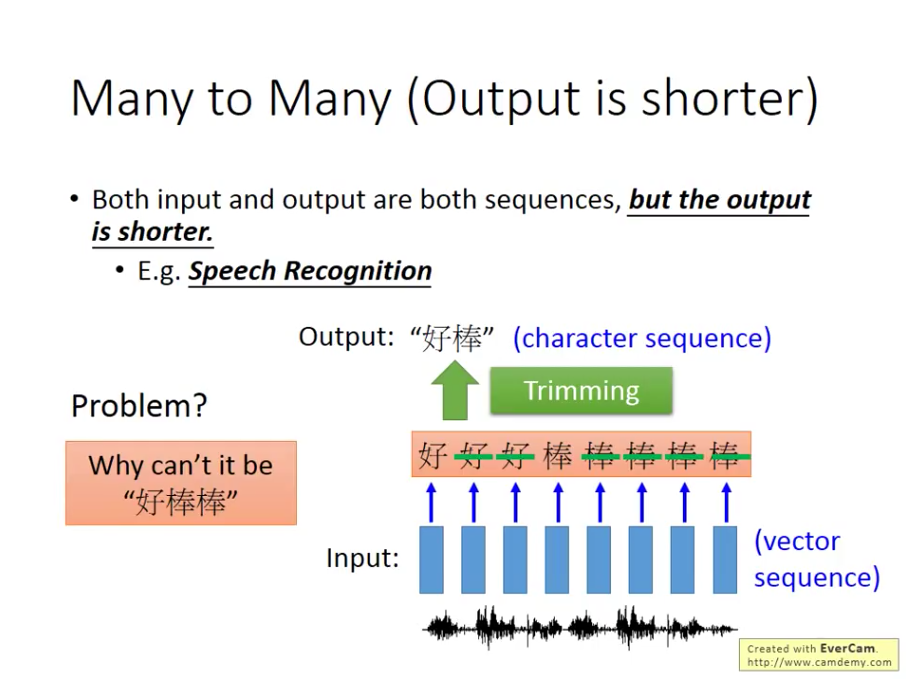 Many to Many (Output is shorter)
• Both input and output are both sequences, but the output
is shorter.
• E.g. Speech Recognition
Output: “好棒” (character sequence)
Trimming
Problem?
Why can't it be
“好棒棒”
好 好 好 棒 棒 棒 棒 棒
Input:
(vector
sequence)
Created with EverCam.
http://www.camdemy.com